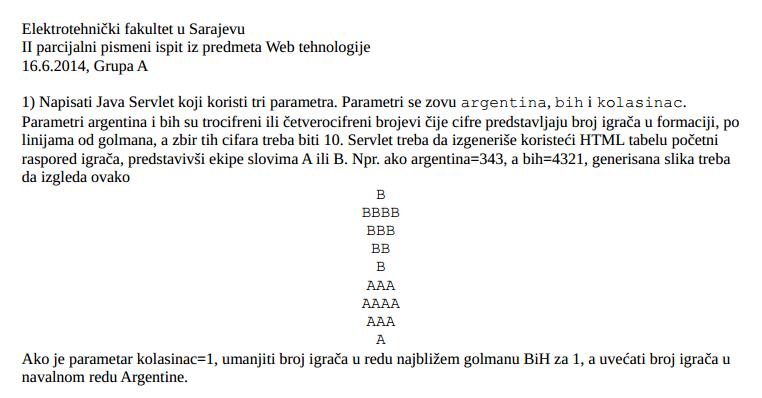 Elektrotehnički fakultet u Sarajevu
II parcijalni pismeni ispit iz predmeta Web tehnologije
16.6.2014, Grupa A
1) Napisati Java Servlet koji koristi tri parametra. Parametri se zovu argentina, bih i kolasinac.
Parametri argentina i bih su trocifreni ili četverocifreni brojevi čije cifre predstavljaju broj igrača u formaciji, po
linijama od golmana, a zbir tih cifara treba biti 10. Servlet treba da izgeneriše koristeći HTML tabelu početni
raspored igrača, predstavivši ekipe slovima A ili B. Npr. ako argentina=343, a bih=4321, generisana slika treba
da izgleda ovako
B
BBBB
BBB
BB
B
AAA
AAAA
AAA
A
Ako je parametar kolasinac=1, umanjiti broj igrača u redu najbližem golmanu BiH za 1, a uvećati broj igrača u
navalnom redu Argentine.